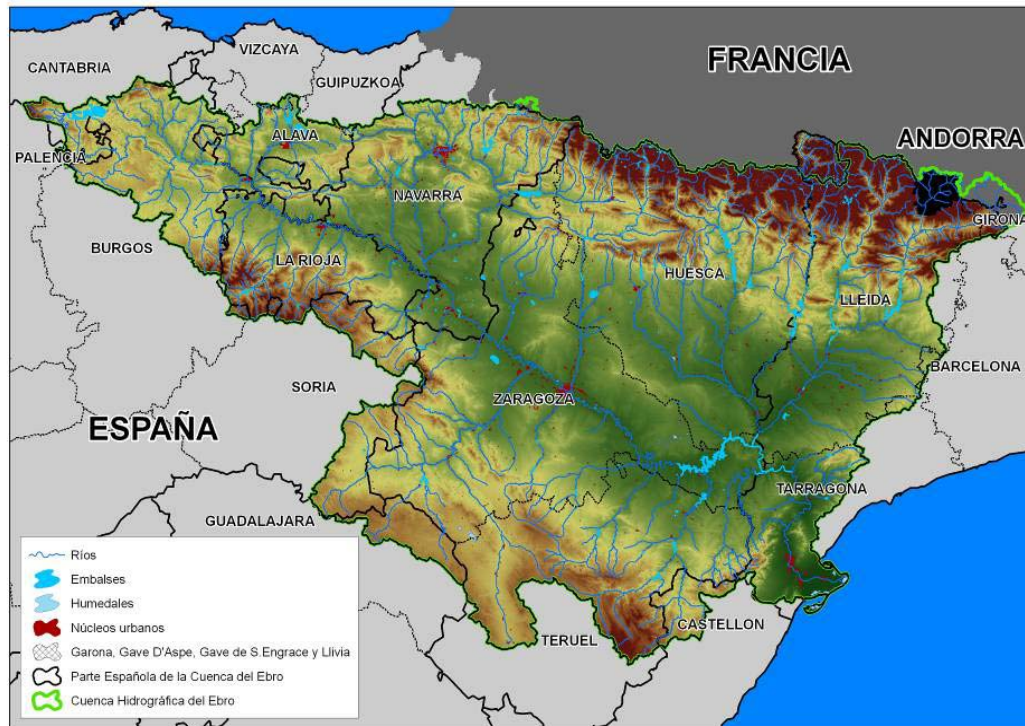 VIZCAYA
CANTABRIA
GUIPUZKOA
FRANCIA
ANDORRA
ALAVA
PALENCIA
NAVARRA
GIRONA
BURGOS
LA RIOJA
HUESCA
LLEIDA
BARCELONA
SORIA
ZARAGOZA
ESPAÑA
TARRAGONA
GUADALAJARA
CASTELLON
TERUEL
Ríos
Embalses
Humedales
Núcleos urbanos
Garona, Gave D'Aspe, Gave de S.Engrace y Llivia
Parte Española de la Cuenca del Ebro
Cuenca Hidrográfica del Ebro